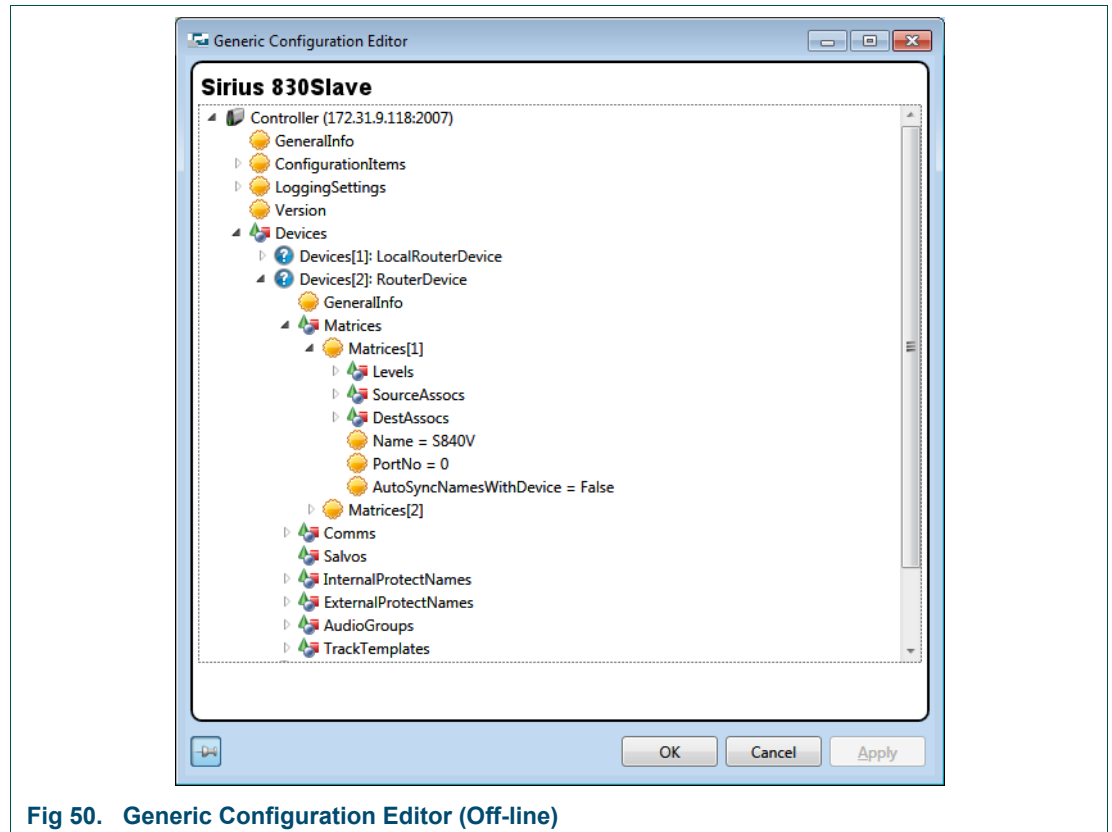 Generic Configuration Editor
Sirius 830Slave
Controller (172.31.9.118:2007)
GeneralInfo
ConfigurationItems
LoggingSettings
Version
Devices
Devices[1]: LocalRouterDevice
Devices[2]: RouterDevice
GeneralInfo
Matrices
Matrices[1]
Levels
SourceAssocs
DestAssocs
Name = S840V
PortNo = 0
AutoSyncNamesWithDevice = False
Matrices[2]
Comms
Salvos
InternalProtectNames
ExternalProtectNames
AudioGroups
TrackTemplates
OK Cancel Apply
Fig 50. Generic Configuration Editor (Off-line)